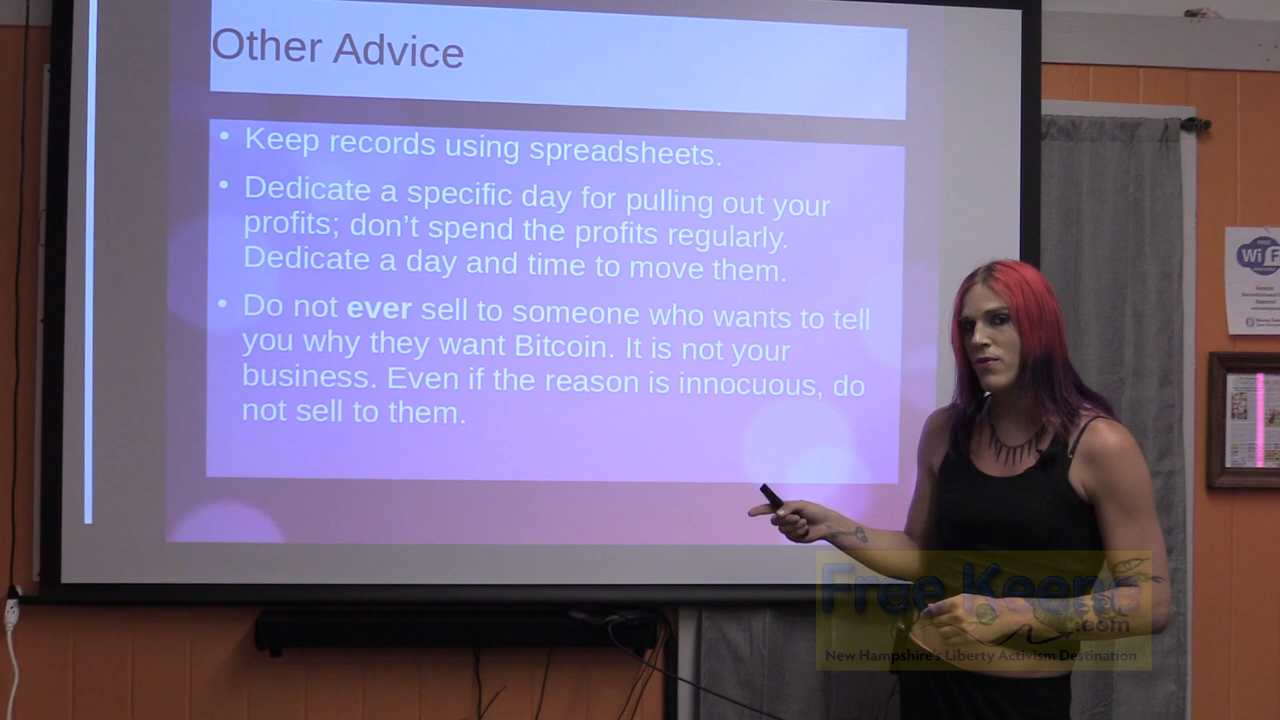 Other Advice
• Keep records using spreadsheets.
• Dedicate a specific day for pulling out your
profits; don’t spend the profits regularly.
Dedicate a day and time to move them.
• Do not ever sell to someone who wants to tell
you why they want Bitcoin. It is not your
business. Even if the reason is innocuous, do
not sell to them.
Free Keene
.com
New Hampshire's Liberty Activism Destination